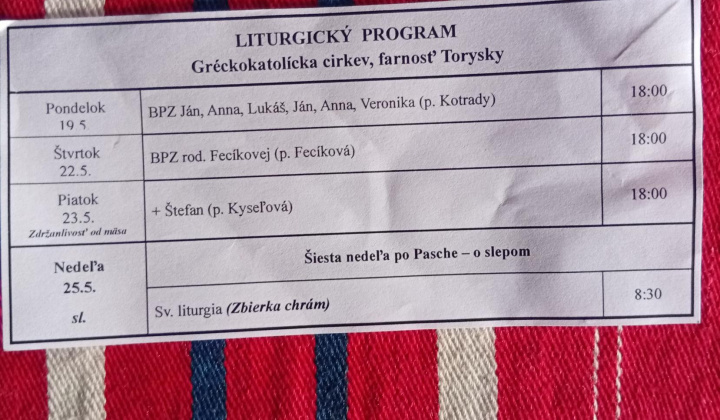 LITURGICKÝ PROGRAM
Gréckokatolícka cirkev, farnosť Torysky
Pondelok
19 5
BPZ Ján, Anna, Lukáš, Ján, Anna, Veronika (p. Kotrady)
18:00
Štvrtok
22.5.
BPZ rod. Fecíkovej (p. Fecíková)
18:00
Piatok
23.5.
Zdržanlivosť od mäsa
+ Štefan (p. Kyseľová)
18:00
Nedeľa
25.5.
sl.
Šiesta nedeľa po Pasche – o slepom
Sv. liturgia (Zbierka chrám)
8:30